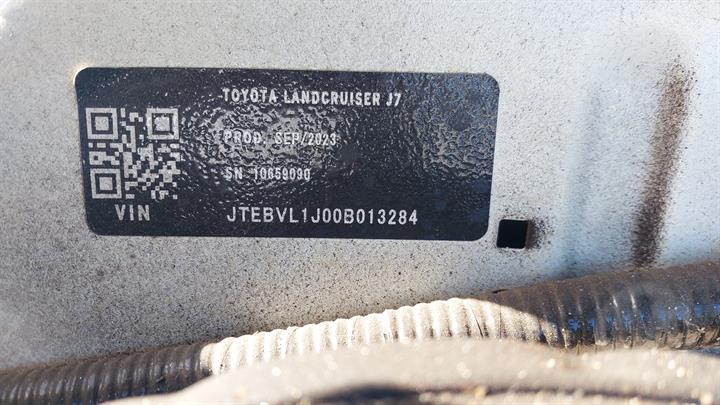 TOYOTA LANDCRUISER J7
PROD. SEP/2023
SN 10659090
VIN
JTEBVL1J00B013284